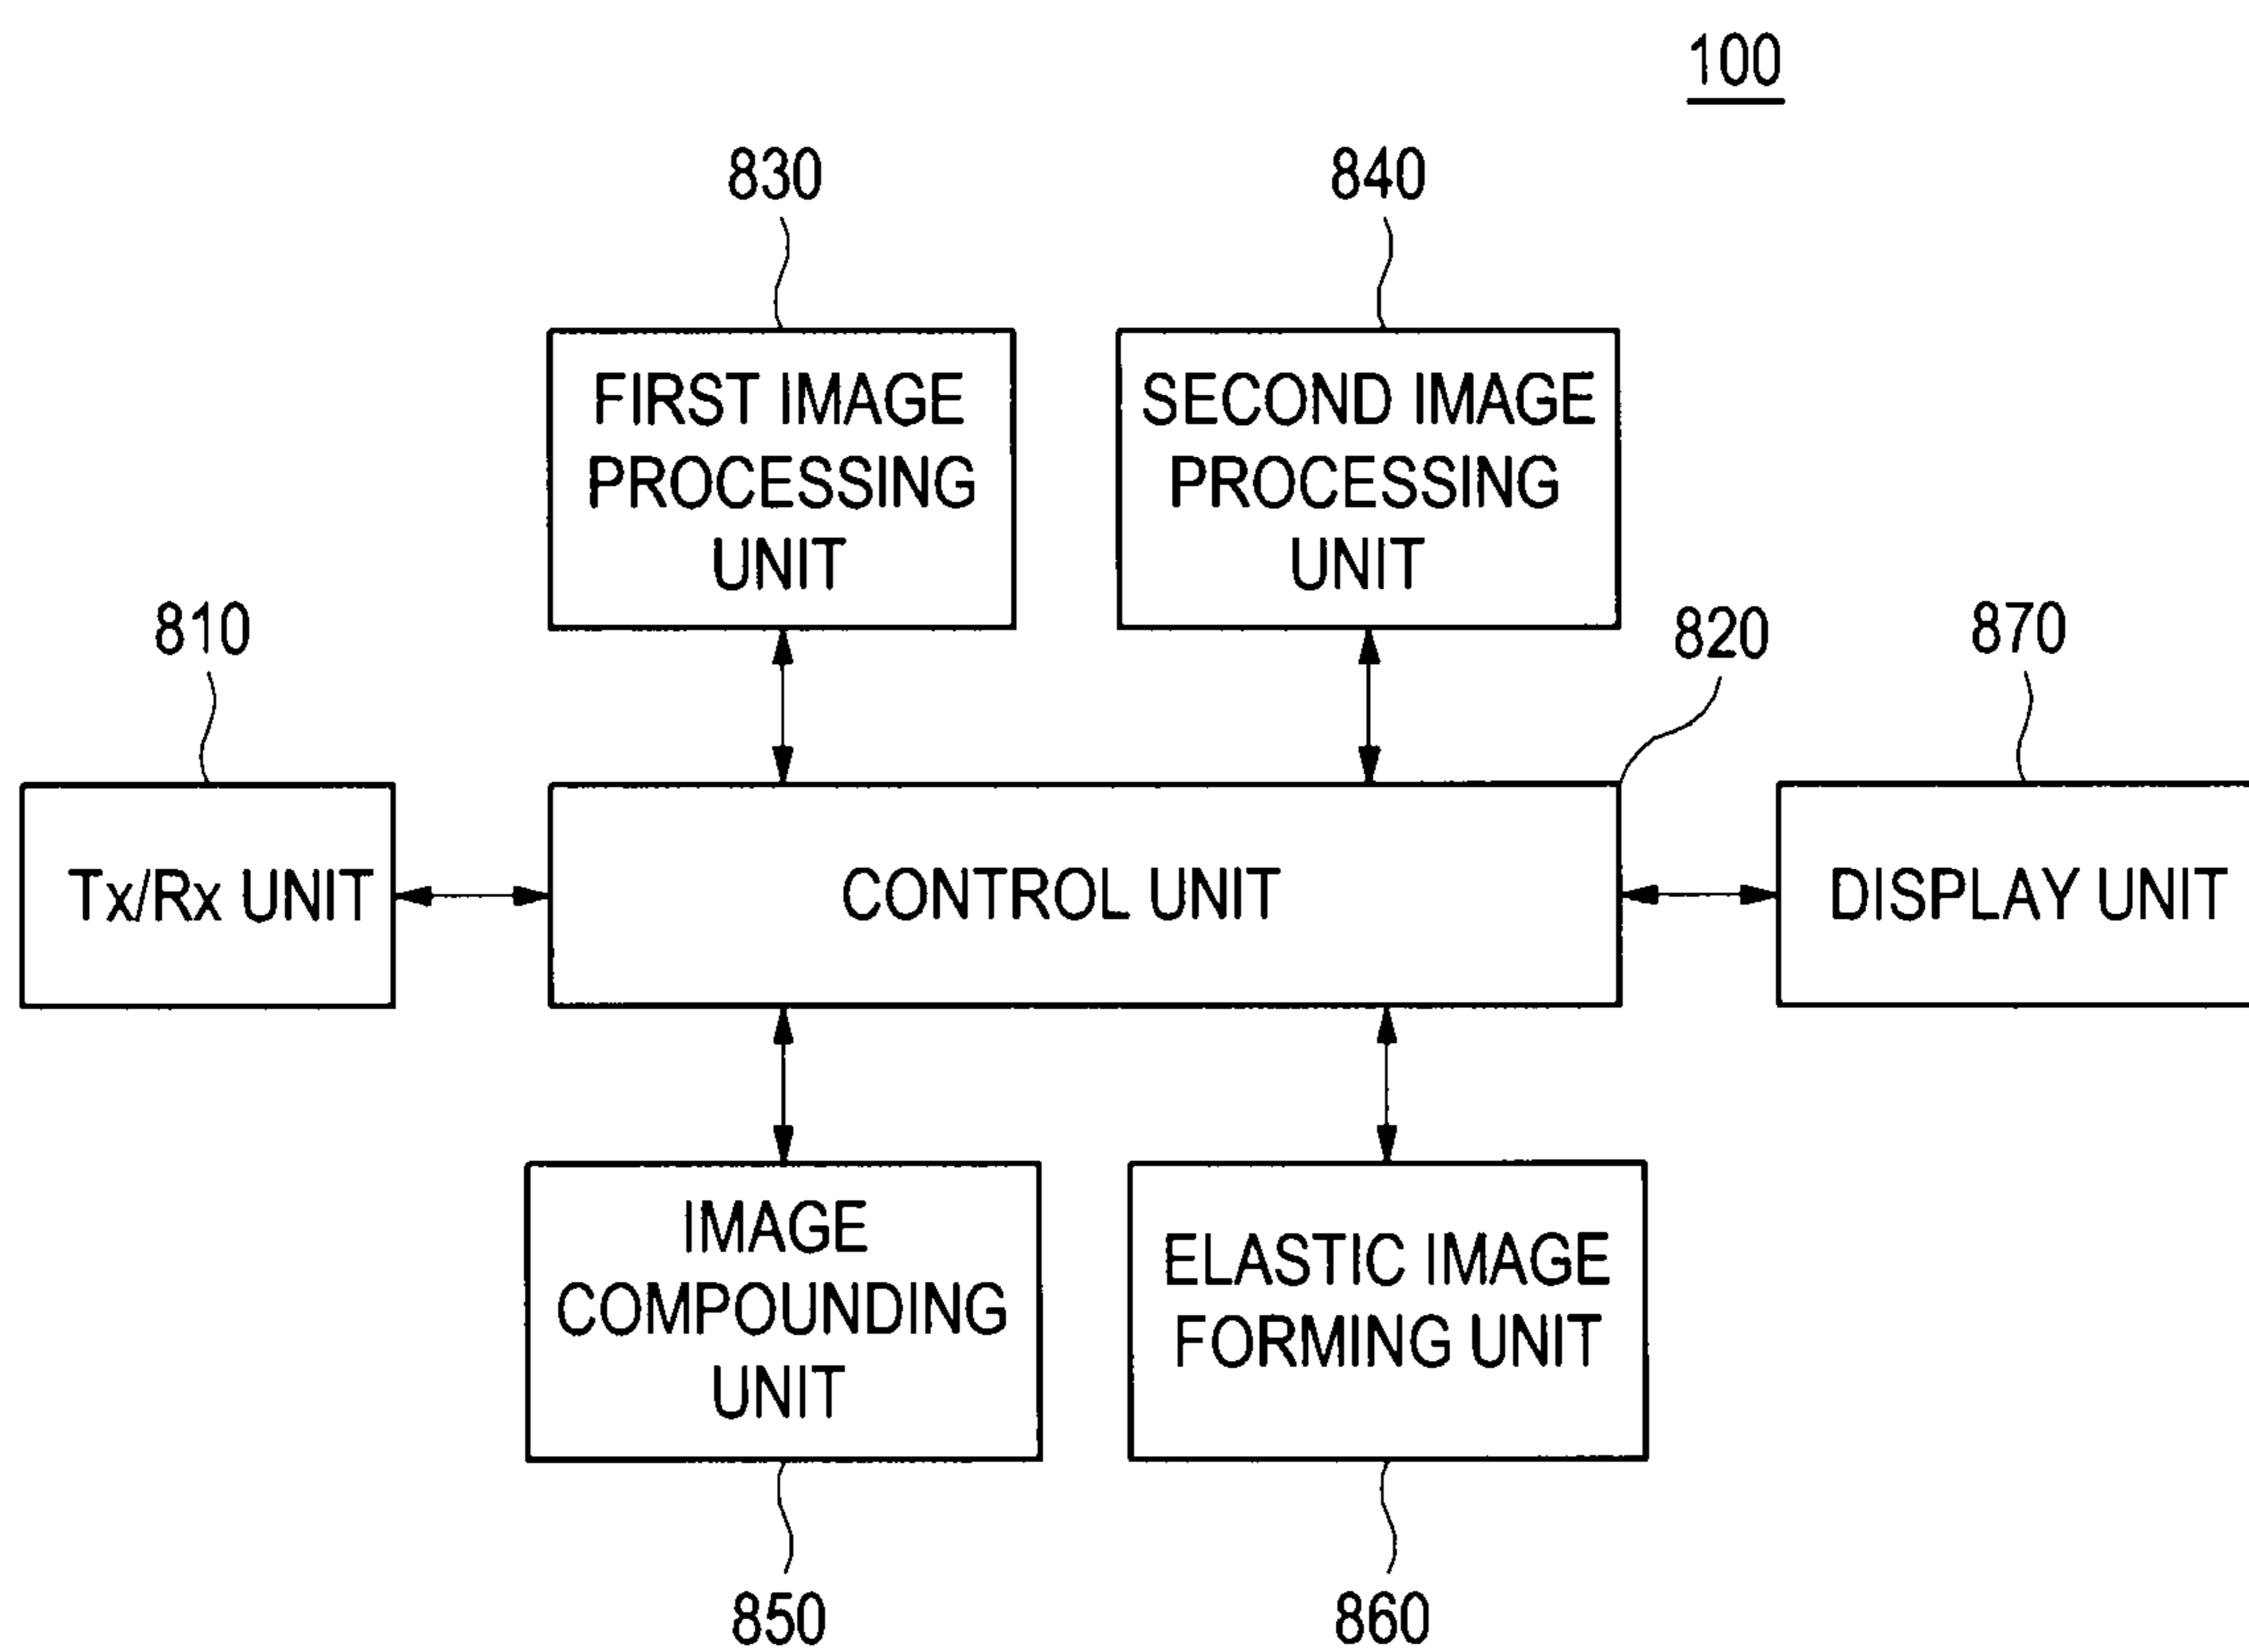 100
830
840
FIRST IMAGE
PROCESSING
UNIT
SECOND IMAGE
PROCESSING
UNIT
810
820
870
Tx/Rx UNIT
CONTROL UNIT
DISPLAY UNIT
IMAGE
COMPOUNDING
UNIT
ELASTIC IMAGE
FORMING UNIT
850
860